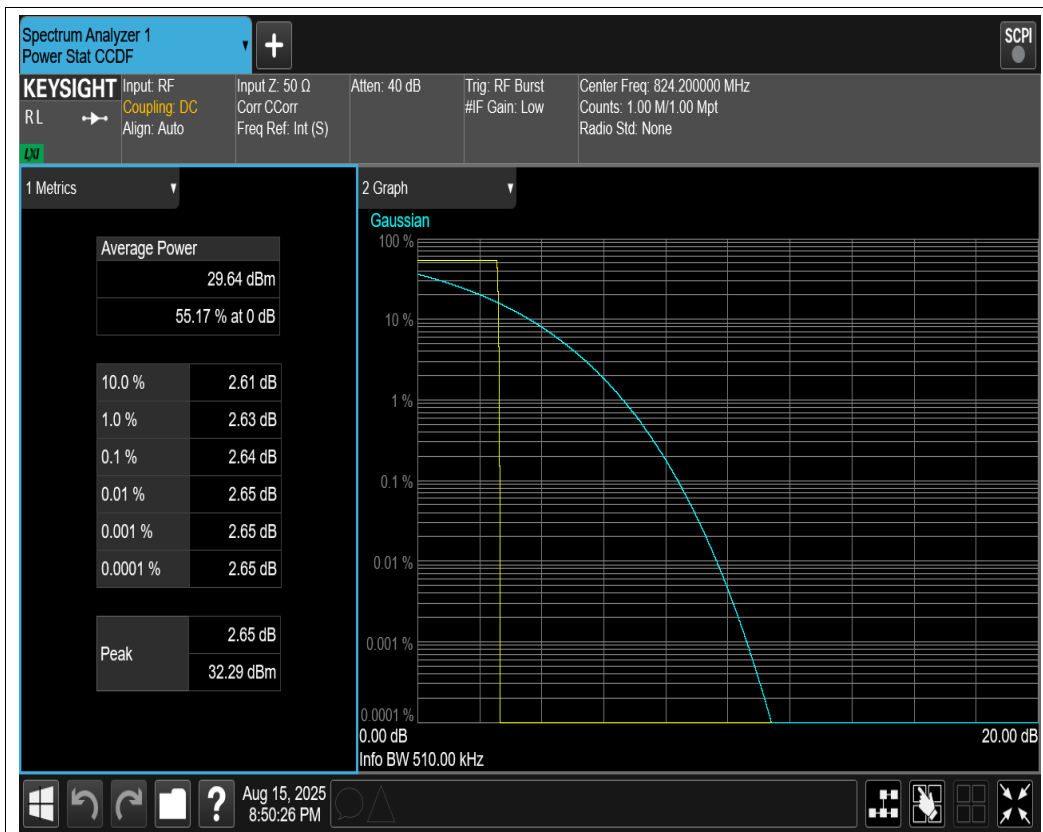 Spectrum Analyzer 1
Power Stat CCDF
+
SCPI
KEYSIGHT
RL
LXI
Input: RF
Coupling: DC
Align: Auto
Input Z: 50 Ω
Corr CCorr
Freq Ref: Int (S)
Atten: 40 dB
Trig: RF Burst
#IF Gain: Low
Center Freq: 824.200000 MHz
Counts: 1.00 M/1.00 Mpt
Radio Std: None
1 Metrics
Average Power
29.64 dBm
55.17 % at 0 dB
10.0 % 2.61 dB
1.0 % 2.63 dB
0.1 % 2.64 dB
0.01 % 2.65 dB
0.001 % 2.65 dB
0.0001 % 2.65 dB
Peak
2.65 dB
32.29 dBm
2 Graph
Gaussian
100 %
10 %
1 %
0.1 %
0.01 %
0.001 %
0.0001 %
0.00 dB 20.00 dB
Info BW 510.00 kHz
?
Aug 15, 2025
8:50:26 PM